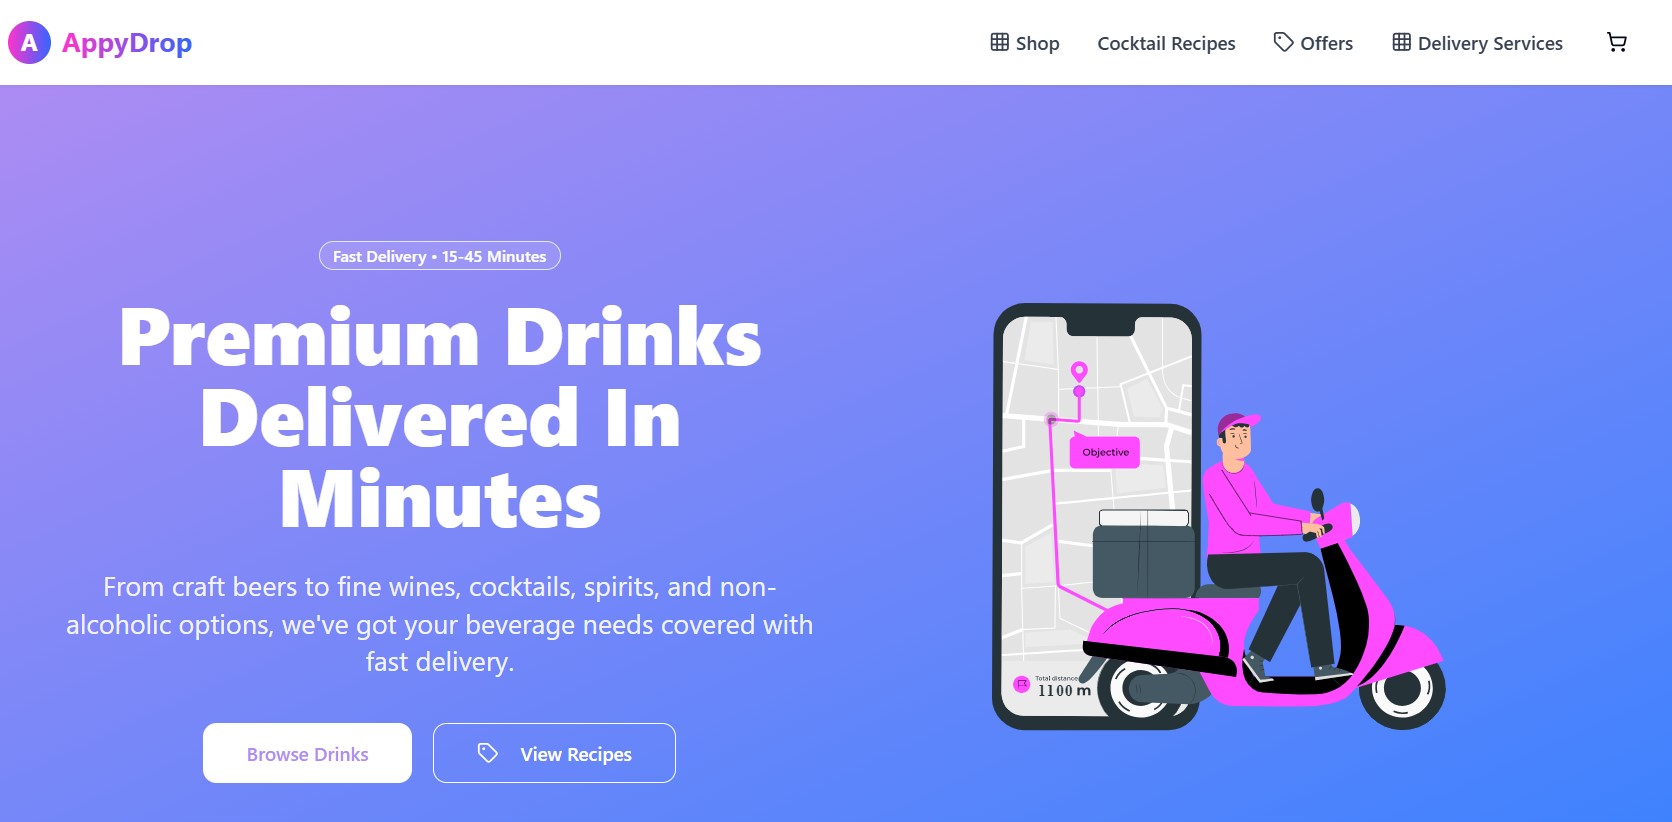 A AppyDrop
Shop Cocktail Recipes Offers Delivery Services
Fast Delivery • 15-45 Minutes
Premium Drinks
Delivered In
Minutes
From craft beers to fine wines, cocktails, spirits, and non-
alcoholic options, we've got your beverage needs covered with
fast delivery.
Browse Drinks View Recipes
Objective
Total distance
1100 m